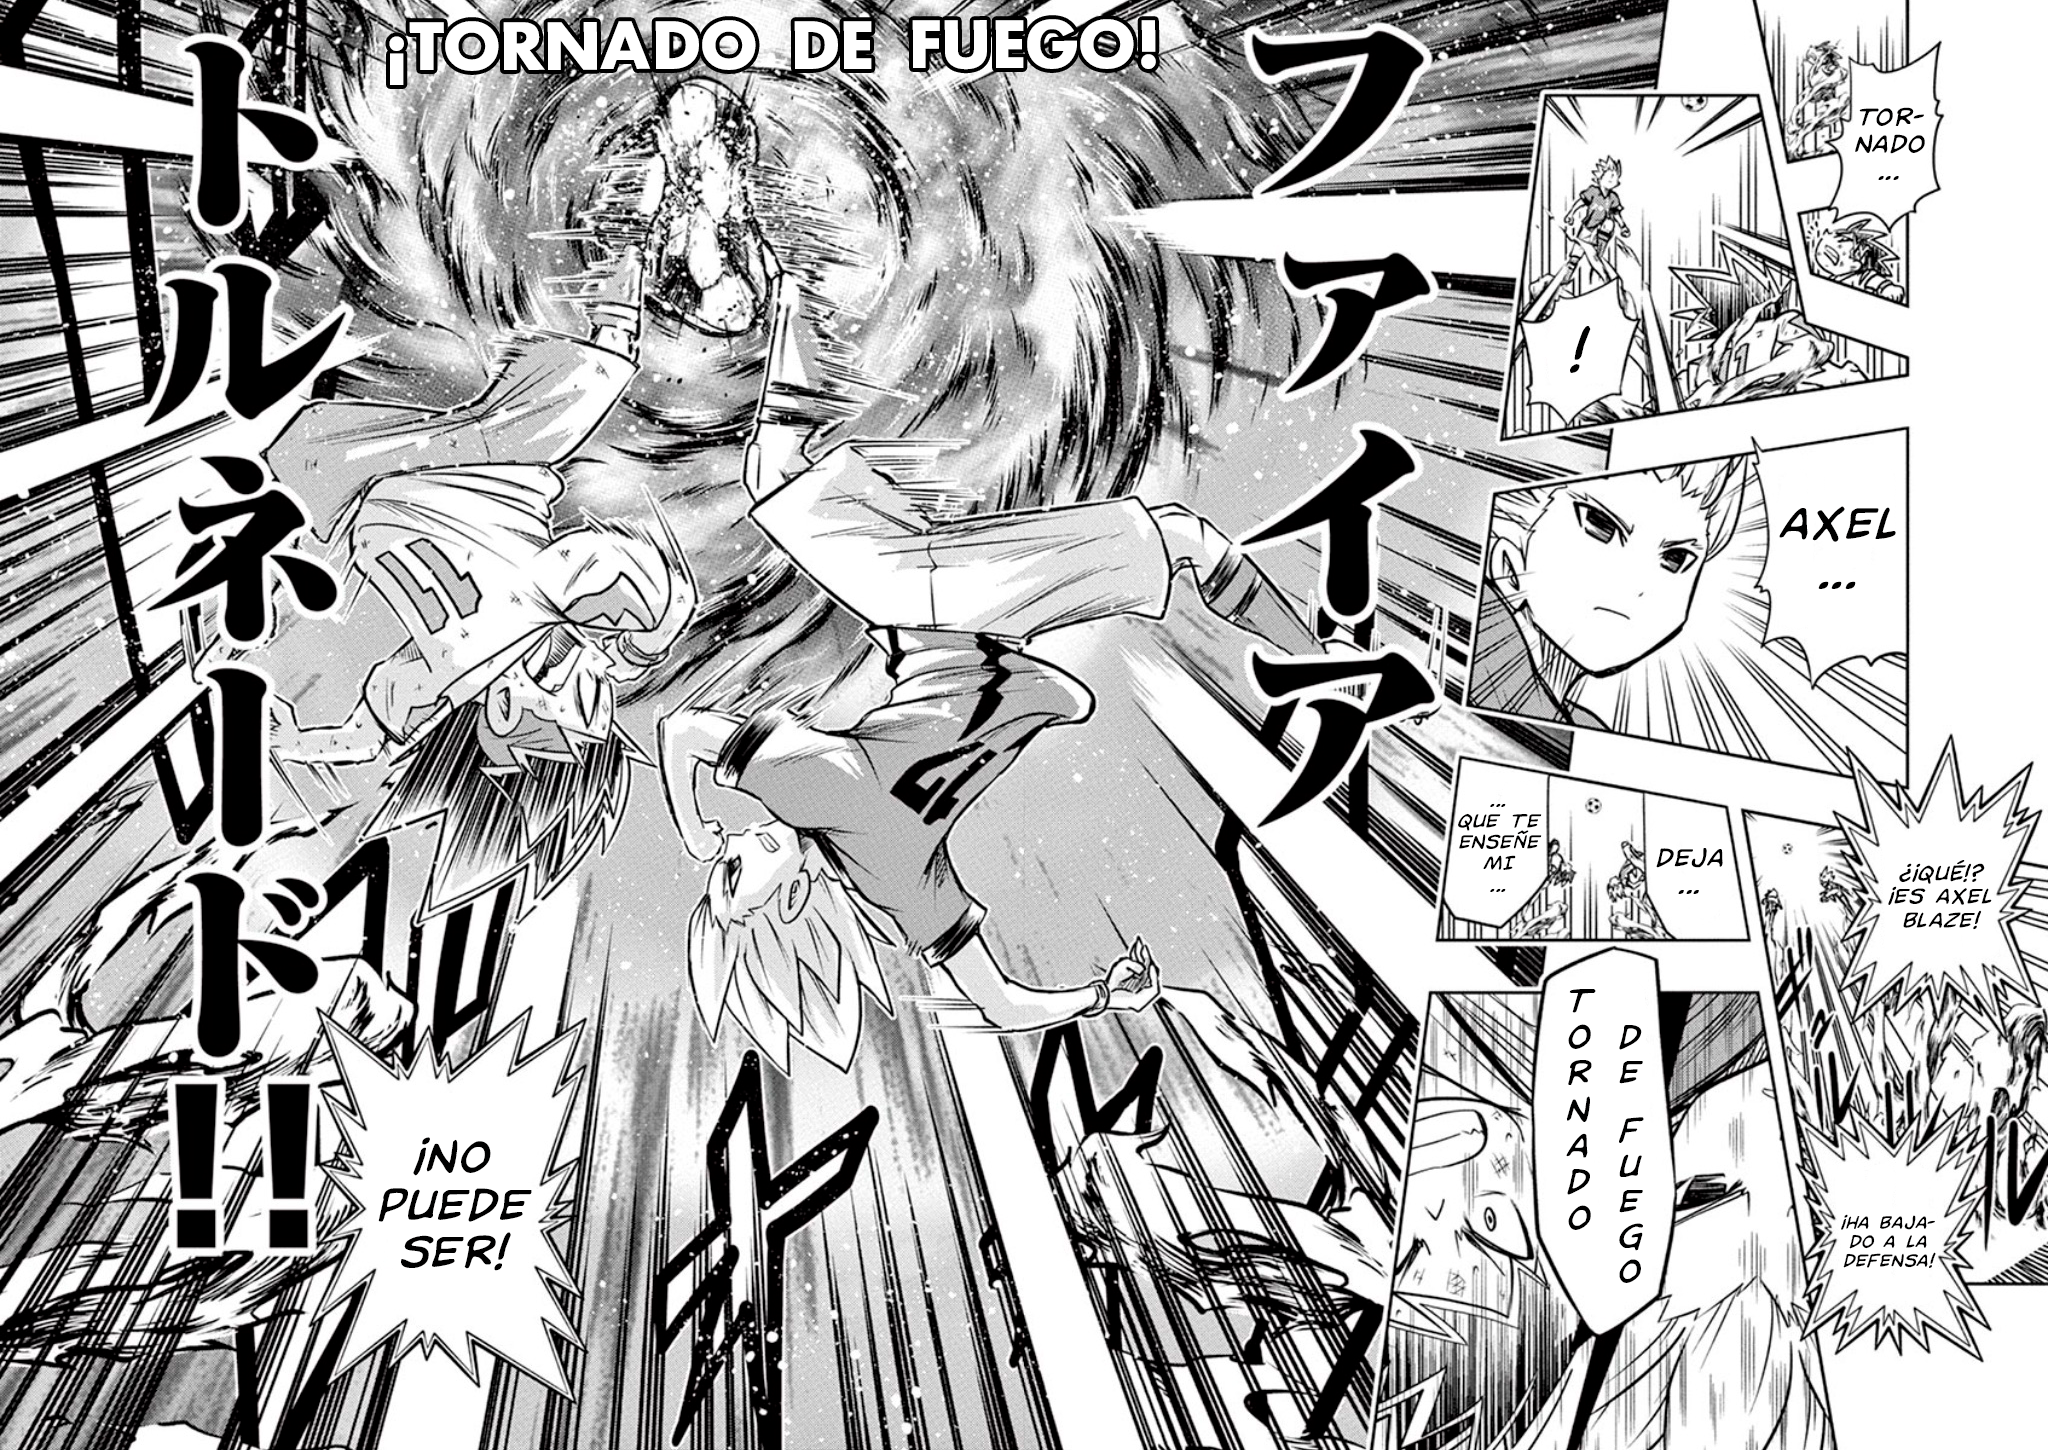 TOR-
NADO
...
!
AXEL
...
¿¡QUÉ!?
¡ES AXEL
BLAZE!
¡HA BAJA-
DO A LA
DEFENSA!
DEJA
...
...
QUE TE
ENSEÑE
MI
...
TORNADO
DE FUEGO
¡TORNADO DE FUEGO!
ファイア
トルネード!!
¡NO
PUEDE
SER!